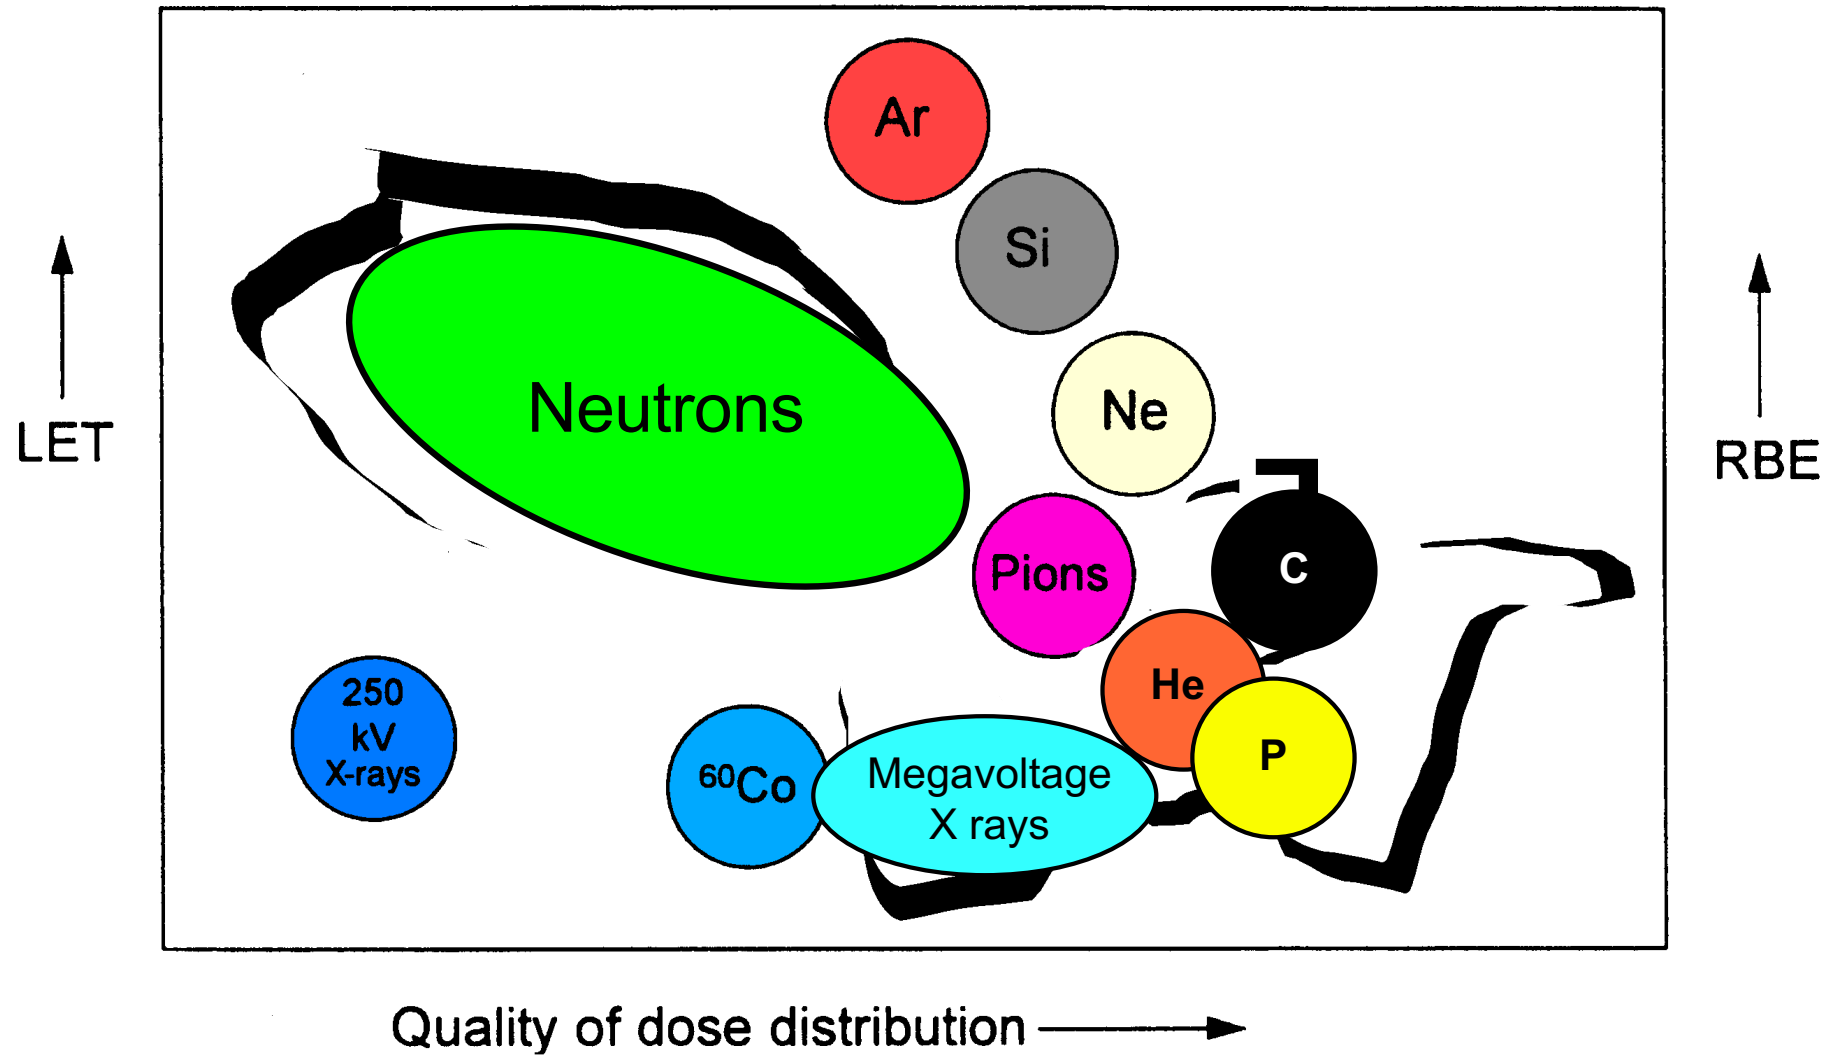 Ar
Si
Neutrons
Ne
LET
RBE
Pions
C
He
250
kV
X-rays
⁶⁰Co
Megavoltage
X rays
P
Quality of dose distribution